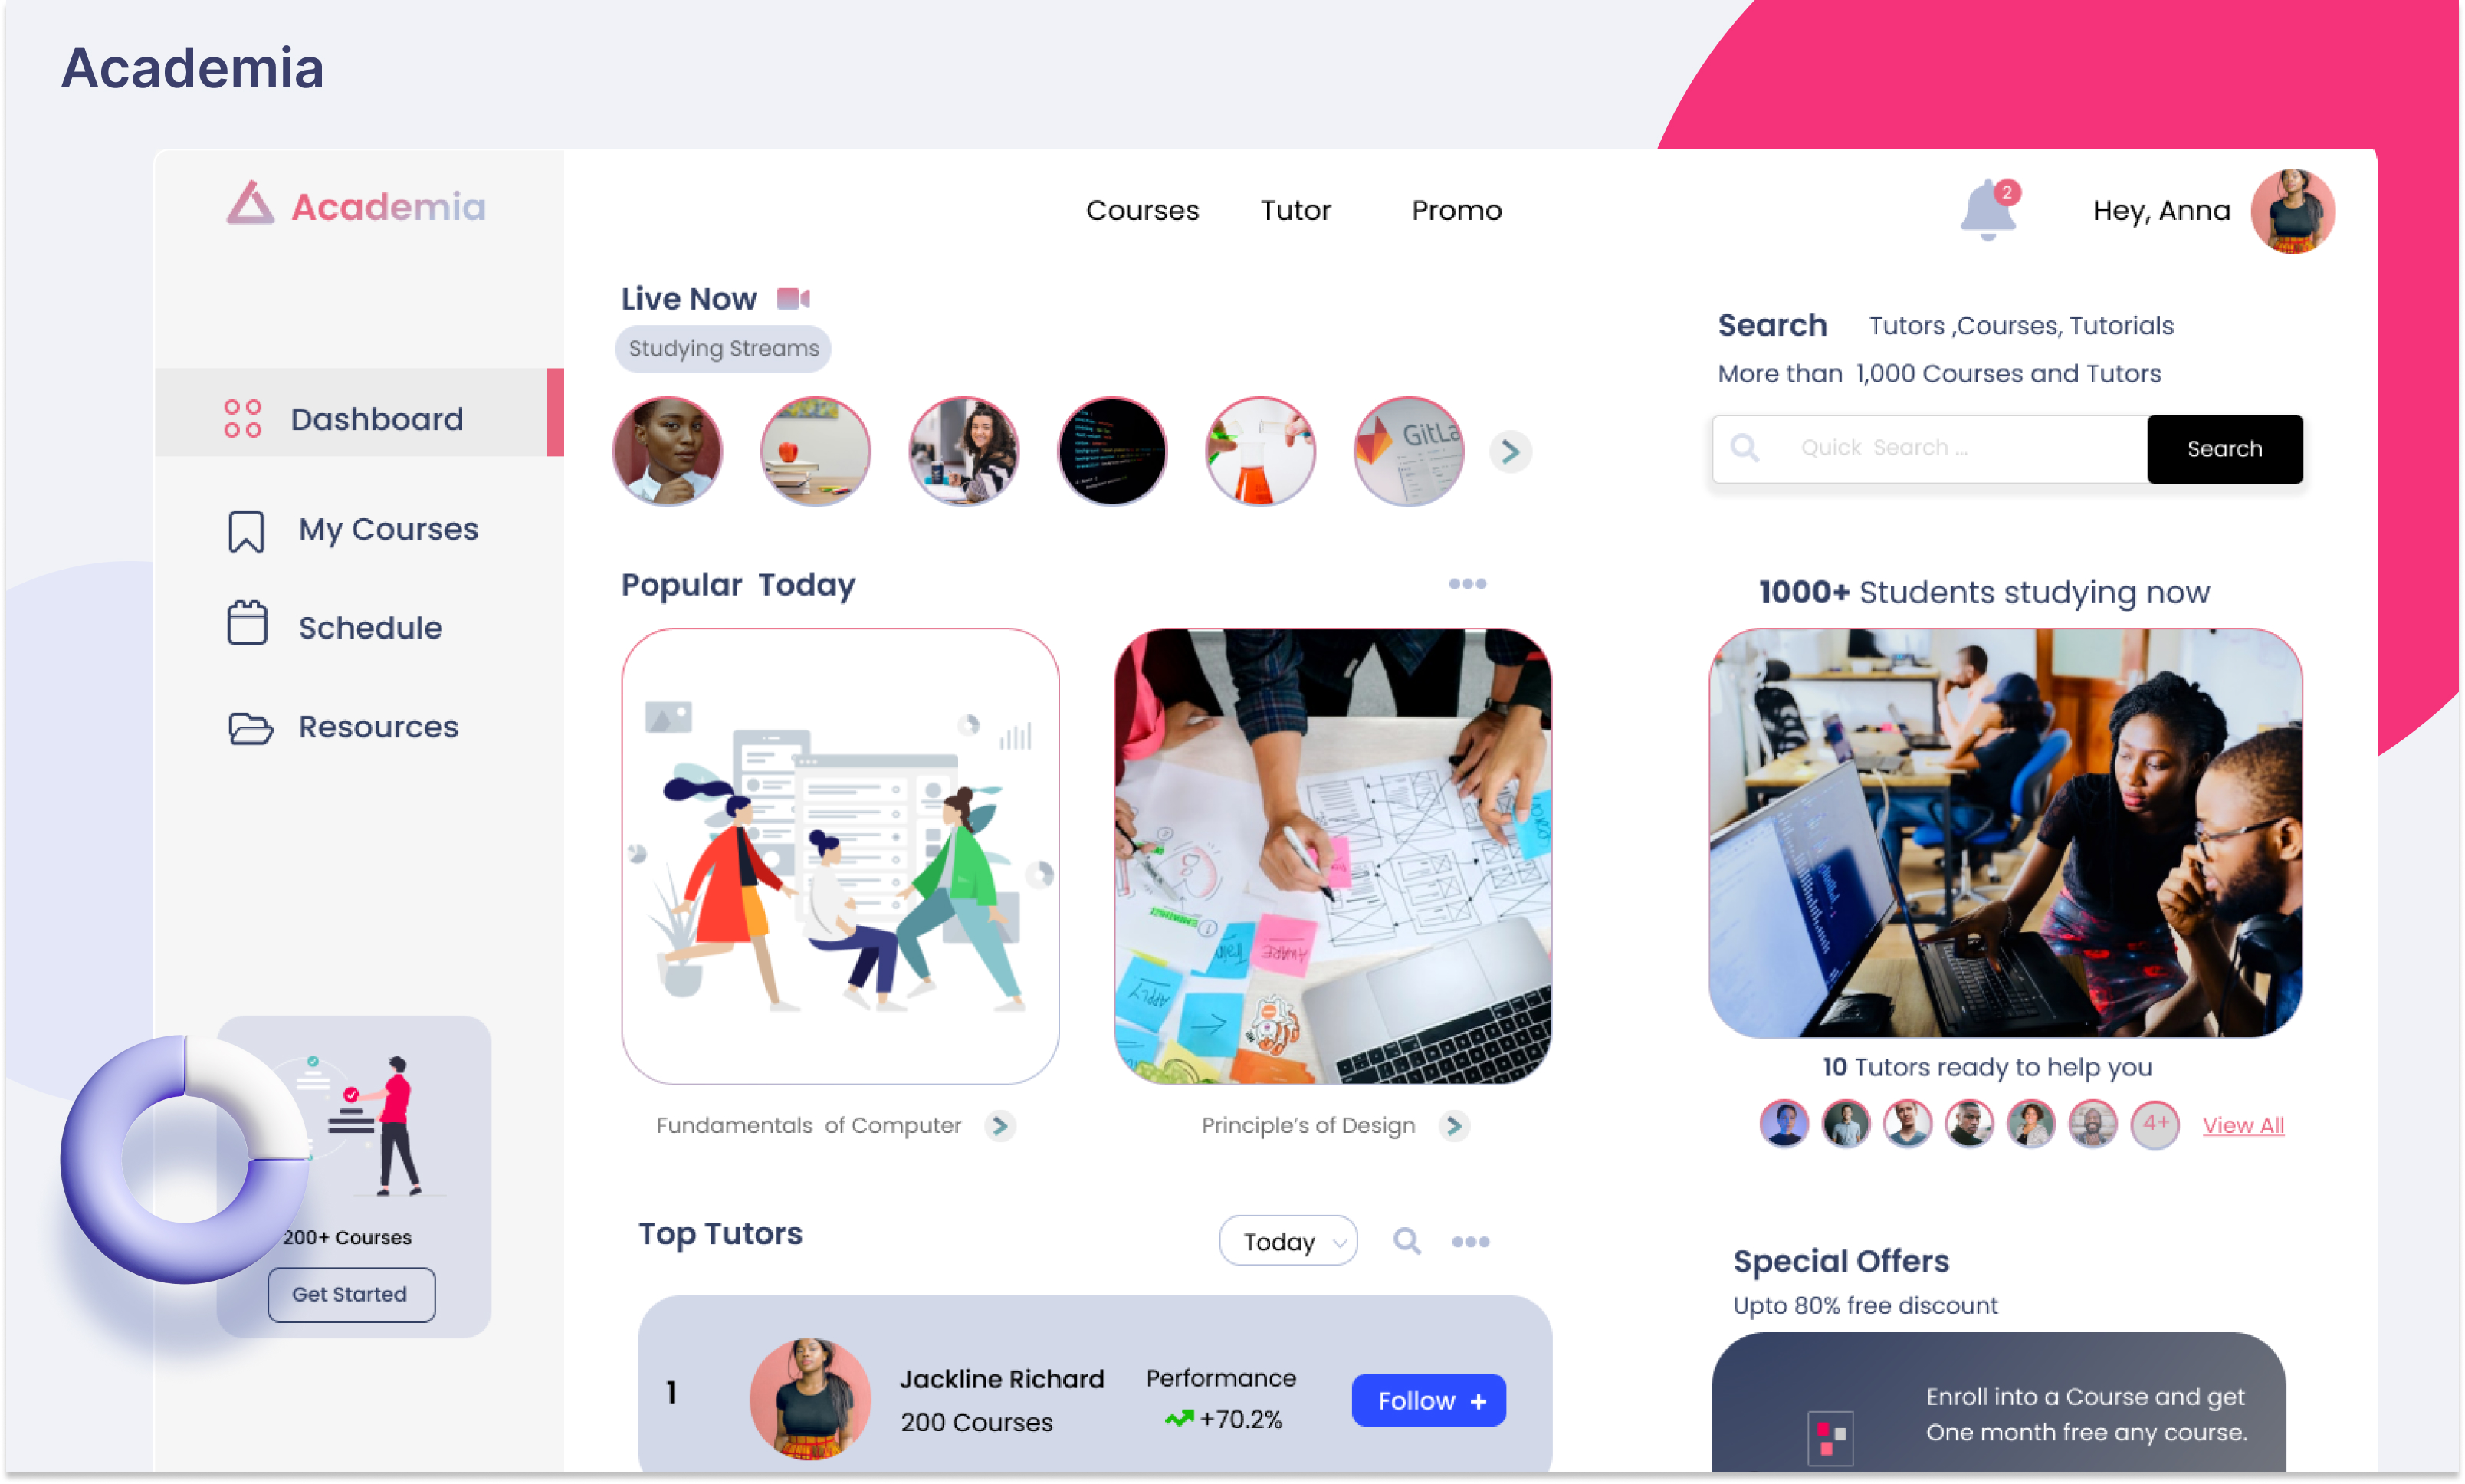 Academia
Academia
Courses
Tutor
Promo
2
Hey, Anna
Dashboard
My Courses
Schedule
Resources
200+ Courses
Get Started
Live Now
Studying Streams
GitLa
Popular Today
Fundamentals of Computer
Principle's of Design
APPLY
AWARE
Top Tutors
Today
1
Jackline Richard
200 Courses
Performance
+70.2%
Follow +
Search Tutors ,Courses, Tutorials
More than 1,000 Courses and Tutors
Quick Search ...
Search
1000+ Students studying now
10 Tutors ready to help you
4+
View All
Special Offers
Upto 80% free discount
Enroll into a Course and get
One month free any course.